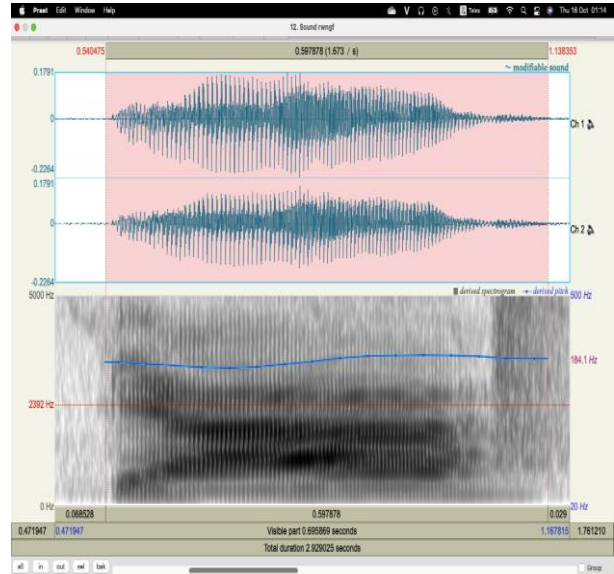 Praat Edit Window Help Thu 16 Oct 01:14
12. Sound rwngf
0.540475 0.597878 (1.673 / s) 1.138353
~ modifiable sound
0.1791
0
Ch 1
-0.2264
0.1791
0
Ch 2
-0.2264
5000 Hz derived spectrogram derived pitch 500 Hz
184.1 Hz
2392 Hz
0 Hz 20 Hz
0.068528 0.597878 0.029
0.471947 0.471947 Visible part 0.695869 seconds 1.167815 1.761210
Total duration 2.929025 seconds
all in out sel bak Group